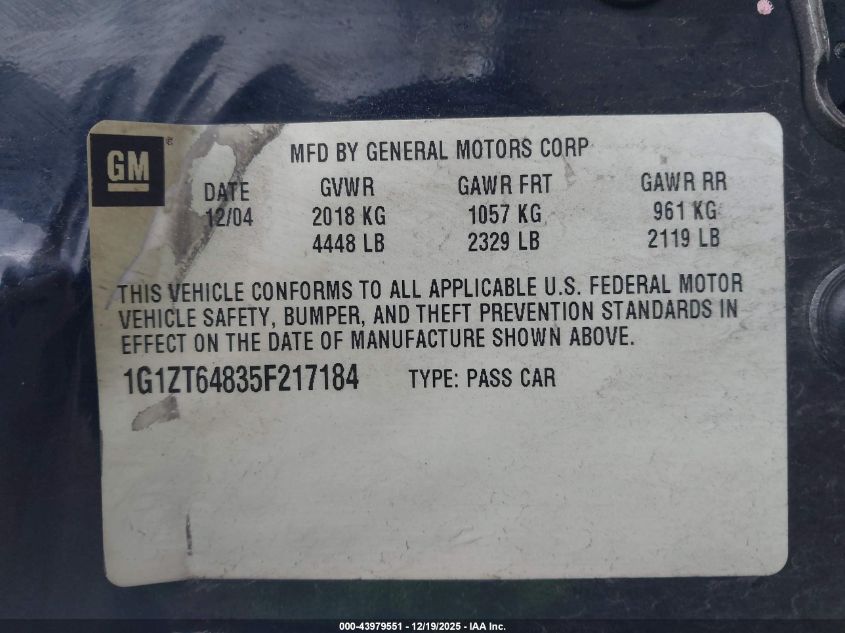 GM ®
MFD BY GENERAL MOTORS CORP
DATE GVWR GAWR FRT GAWR RR
12/04 2018 KG 1057 KG 961 KG
4448 LB 2329 LB 2119 LB
THIS VEHICLE CONFORMS TO ALL APPLICABLE U.S. FEDERAL MOTOR
VEHICLE SAFETY, BUMPER, AND THEFT PREVENTION STANDARDS IN
EFFECT ON THE DATE OF MANUFACTURE SHOWN ABOVE.
1G1ZT64835F217184 TYPE: PASS CAR
000-43979551 - 12/19/2025 - IAA Inc.